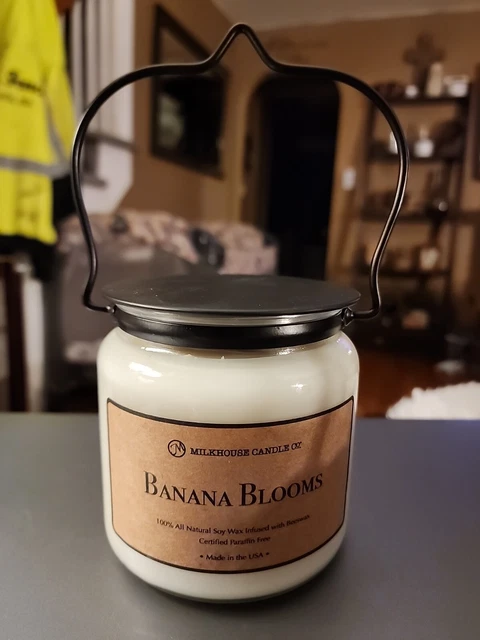 MILKHOUSE CANDLE CO.
BANANA BLOOMS
100% All Natural Soy Wax Infused with Beeswax
Certified Paraffin Free
• Made in the USA •